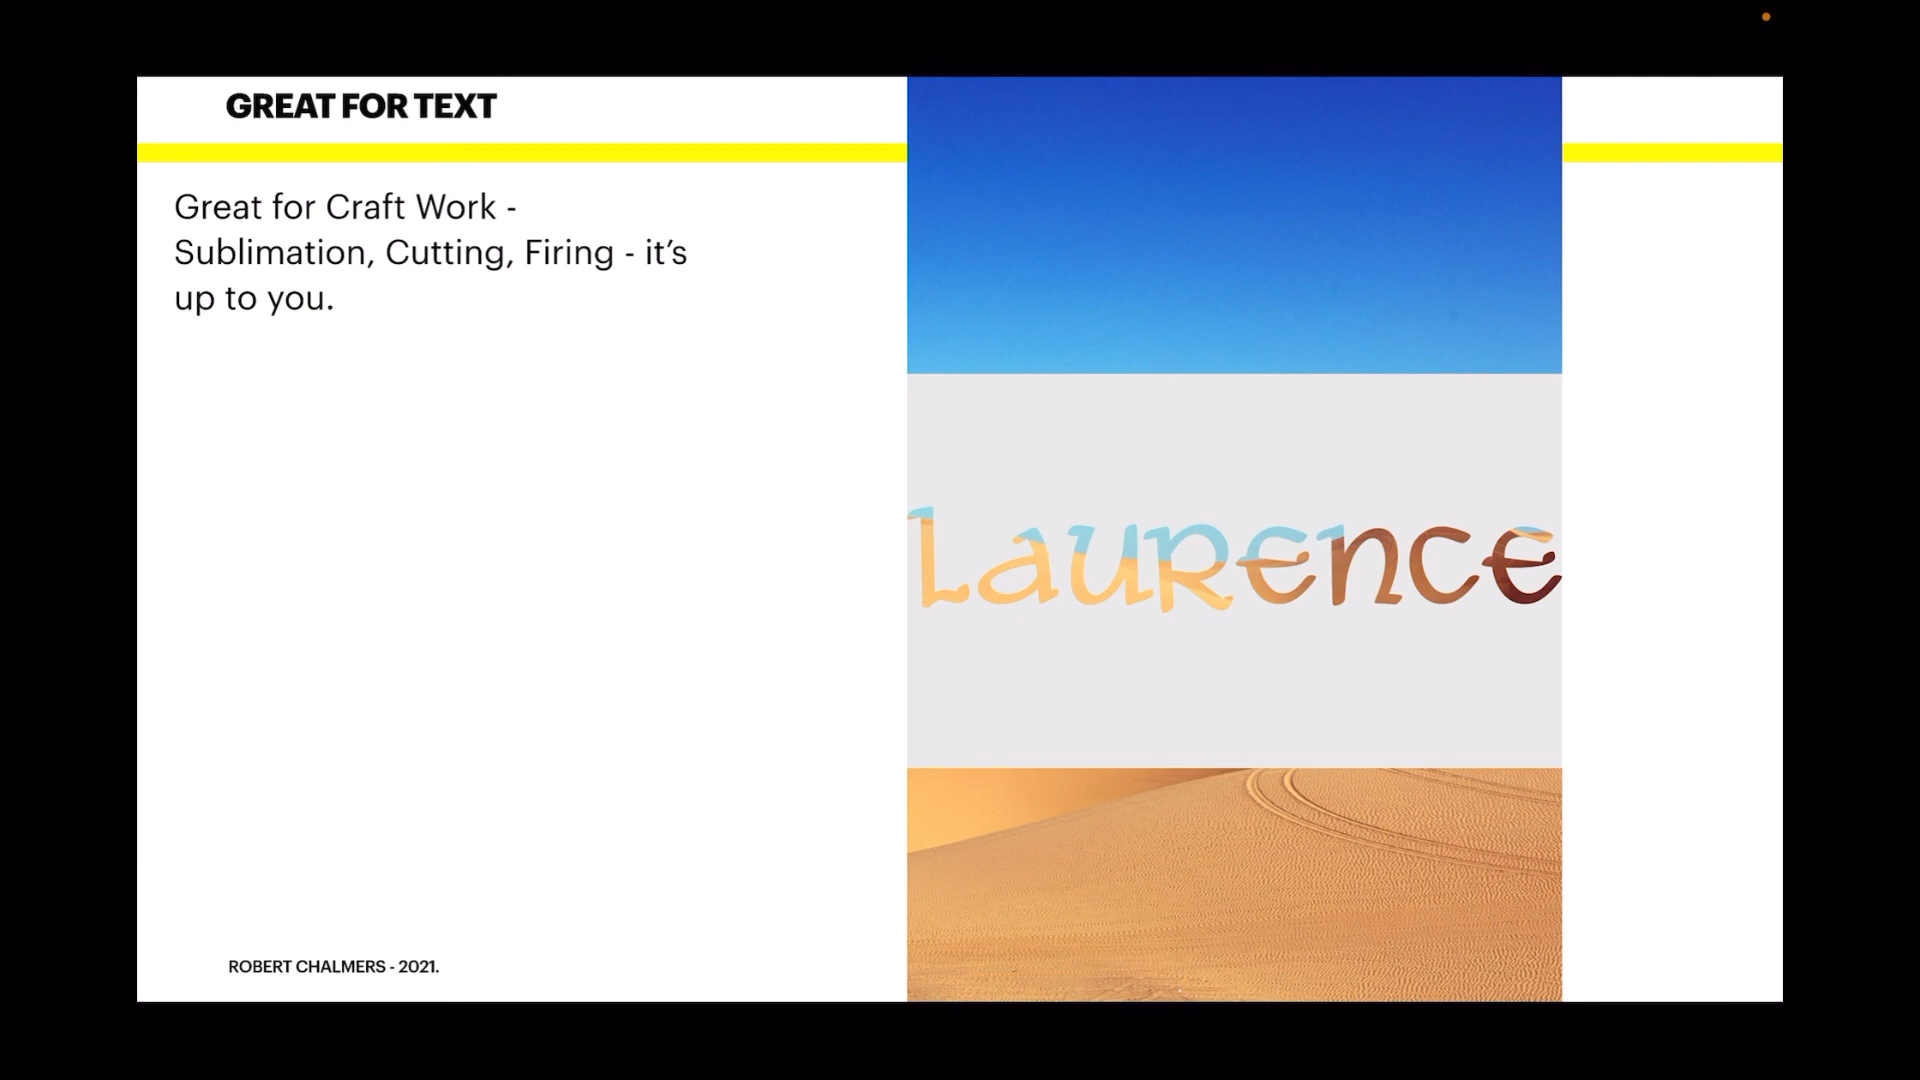 GREAT FOR TEXT
Great for Craft Work -
Sublimation, Cutting, Firing - it’s
up to you.
Laurence
ROBERT CHALMERS - 2021.